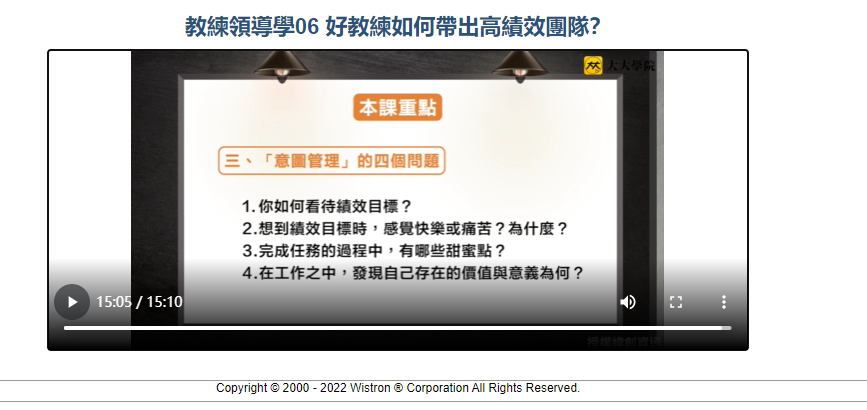 教練領導學06 好教練如何帶出高績效團隊?
大大學院
本課重點
三、「意圖管理」的四個問題
1.你如何看待績效目標？
2.想到績效目標時，感覺快樂或痛苦？為什麼？
3.完成任務的過程中，有哪些甜蜜點？
4.在工作之中，發現自己存在的價值與意義為何？
15:05 / 15:10
Copyright © 2000 - 2022 Wistron ® Corporation All Rights Reserved.